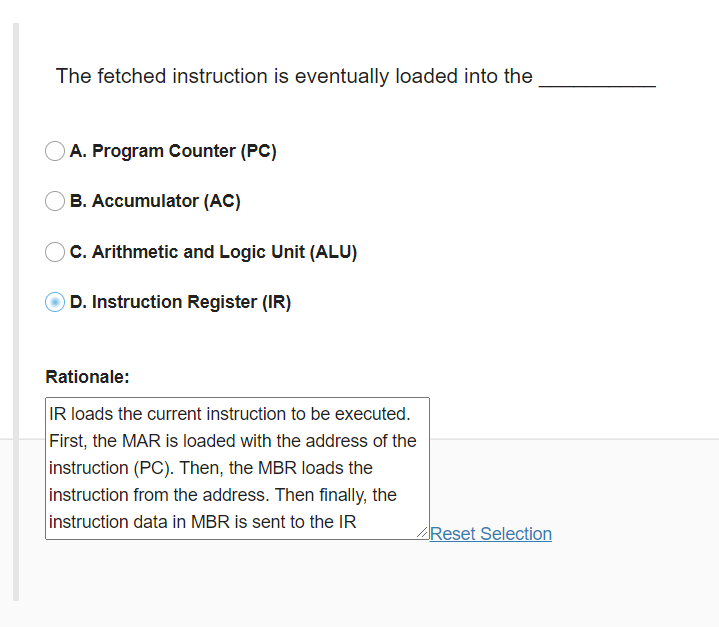 The fetched instruction is eventually loaded into the __________
A. Program Counter (PC)
B. Accumulator (AC)
C. Arithmetic and Logic Unit (ALU)
D. Instruction Register (IR)
Rationale:
IR loads the current instruction to be executed.
First, the MAR is loaded with the address of the
instruction (PC). Then, the MBR loads the
instruction from the address. Then finally, the
instruction data in MBR is sent to the IR
Reset Selection